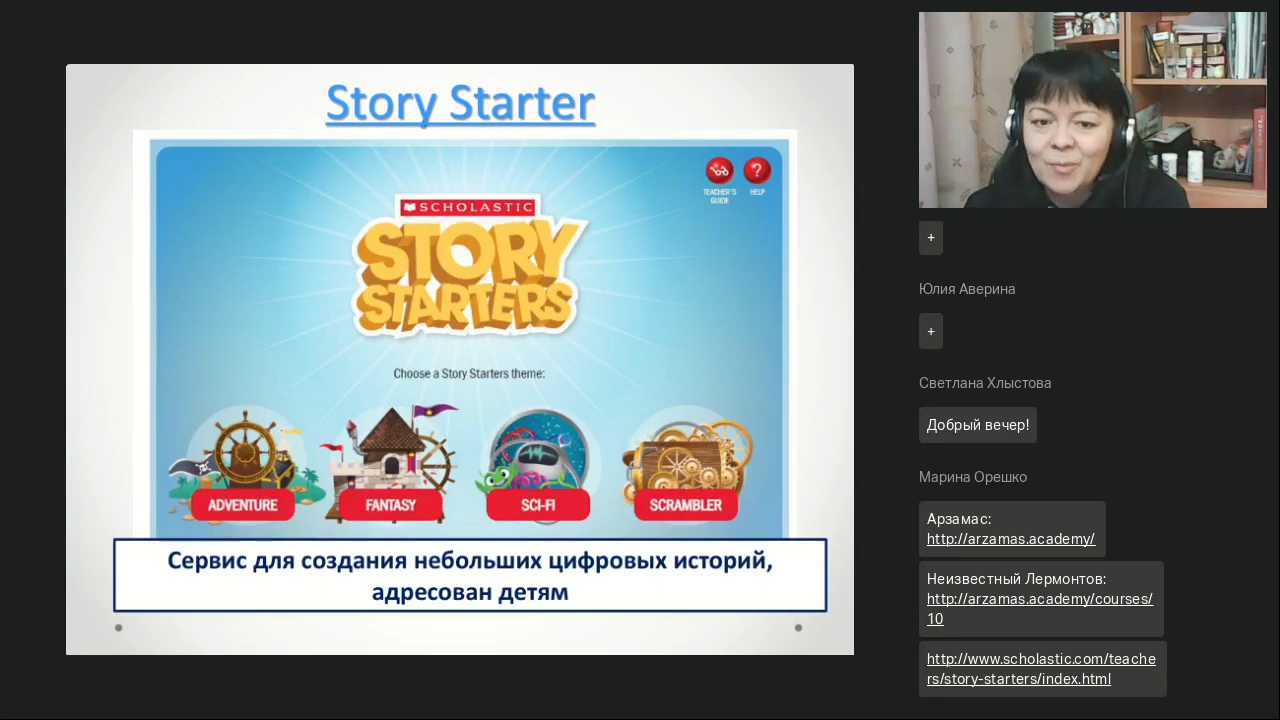 Story Starter
TEACHER'S
GUIDE
HELP
SCHOLASTIC
STORY
STARTERS
Choose a Story Starters theme:
ADVENTURE
FANTASY
SCI-FI
SCRAMBLER
Сервис для создания небольших цифровых историй,
адресован детям
+
Юлия Аверина
+
Светлана Хлыстова
Добрый вечер!
Марина Орешко
Арзамас:
http://arzamas.academy/
Неизвестный Лермонтов:
http://arzamas.academy/courses/
10
http://www.scholastic.com/teache
rs/story-starters/index.html